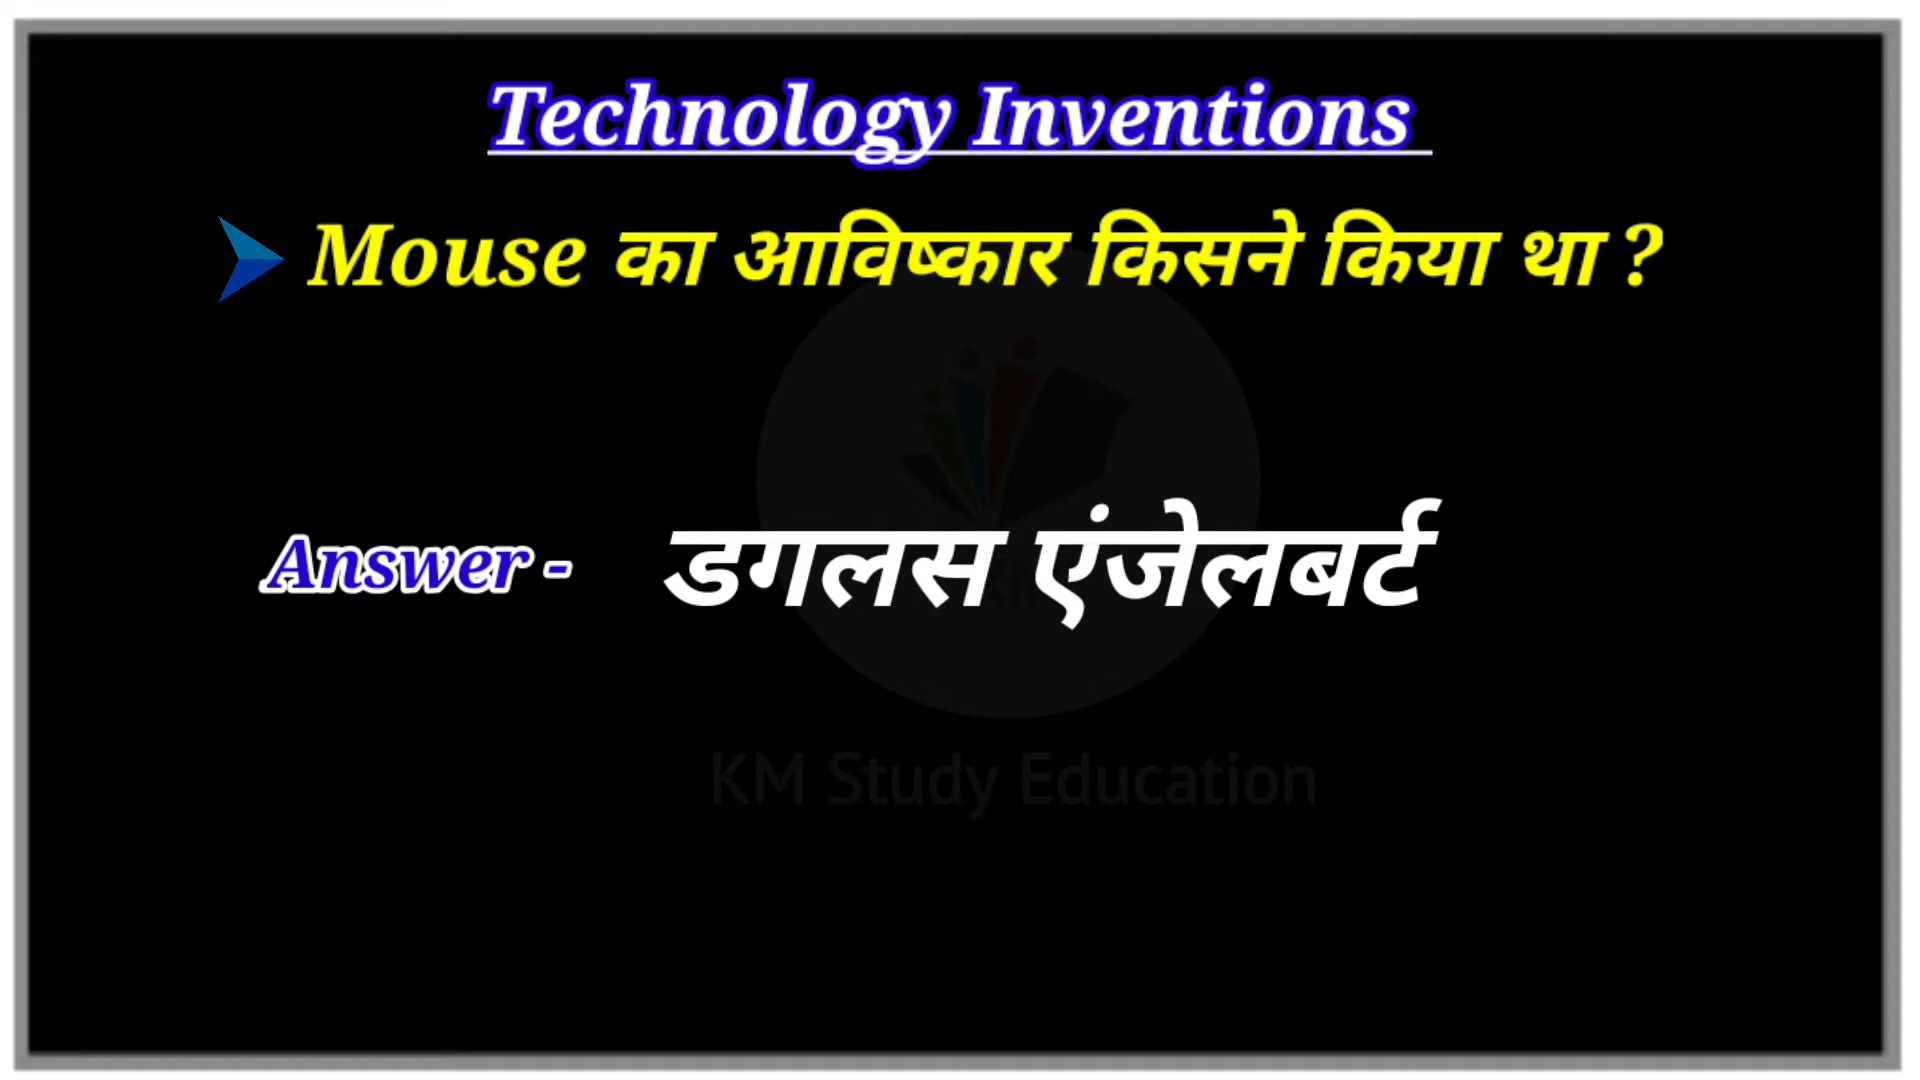 Technology Inventions
Mouse का आविष्कार किसने किया था ?
Answer - डगलस एंजेलबर्ट
KM Study Education